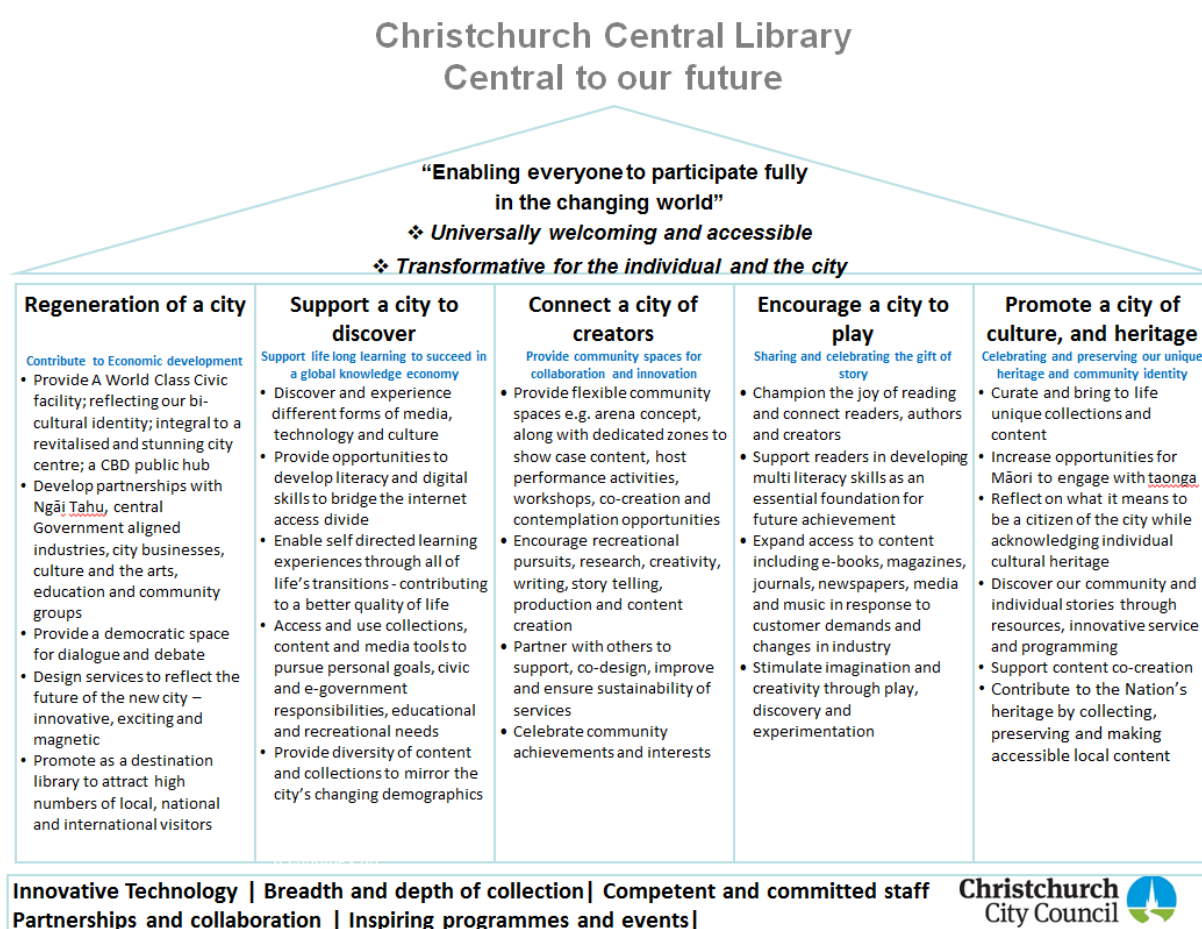 Christchurch Central Library
Central to our future
“Enabling everyone to participate fully
in the changing world”
❖ Universally welcoming and accessible
❖ Transformative for the individual and the city
Regeneration of a city
Contribute to Economic development
• Provide A World Class Civic
facility; reflecting our bi-
cultural identity; integral to a
revitalised and stunning city
centre; a CBD public hub
• Develop partnerships with
Ngāi Tahu, central
Government aligned
industries, city businesses,
culture and the arts,
education and community
groups
• Provide a democratic space
for dialogue and debate
• Design services to reflect the
future of the new city –
innovative, exciting and
magnetic
• Promote as a destination
library to attract high
numbers of local, national
and international visitors
Support a city to
discover
Support life long learning to succeed in
a global knowledge economy
• Discover and experience
different forms of media,
technology and culture
• Provide opportunities to
develop literacy and digital
skills to bridge the internet
access divide
• Enable self directed learning
experiences through all of
life’s transitions - contributing
to a better quality of life
• Access and use collections,
content and media tools to
pursue personal goals, civic
and e-government
responsibilities, educational
and recreational needs
• Provide diversity of content
and collections to mirror the
city’s changing demographics
Connect a city of
creators
Provide community spaces for
collaboration and innovation
• Provide flexible community
spaces e.g. arena concept,
along with dedicated zones to
show case content, host
performance activities,
workshops, co-creation and
contemplation opportunities
• Encourage recreational
pursuits, research, creativity,
writing, story telling,
production and content
creation
• Partner with others to
support, co-design, improve
and ensure sustainability of
services
• Celebrate community
achievements and interests
Encourage a city to
play
Sharing and celebrating the gift of
story
• Champion the joy of reading
and connect readers, authors
and creators
• Support readers in developing
multi literacy skills as an
essential foundation for
future achievement
• Expand access to content
including e-books, magazines,
journals, newspapers, media
and music in response to
customer demands and
changes in industry
• Stimulate imagination and
creativity through play,
discovery and
experimentation
Promote a city of
culture, and heritage
Celebrating and preserving our unique
heritage and community identity
• Curate and bring to life
unique collections and
content
• Increase opportunities for
Māori to engage with taonga
• Reflect on what it means to
be a citizen of the city while
acknowledging individual
cultural heritage
• Discover our community and
individual stories through
resources, innovative service
and programming
• Support content co-creation
• Contribute to the Nation’s
heritage by collecting,
preserving and making
accessible local content
Innovative Technology | Breadth and depth of collection| Competent and committed staff
Partnerships and collaboration | Inspiring programmes and events|
Christchurch
City Council